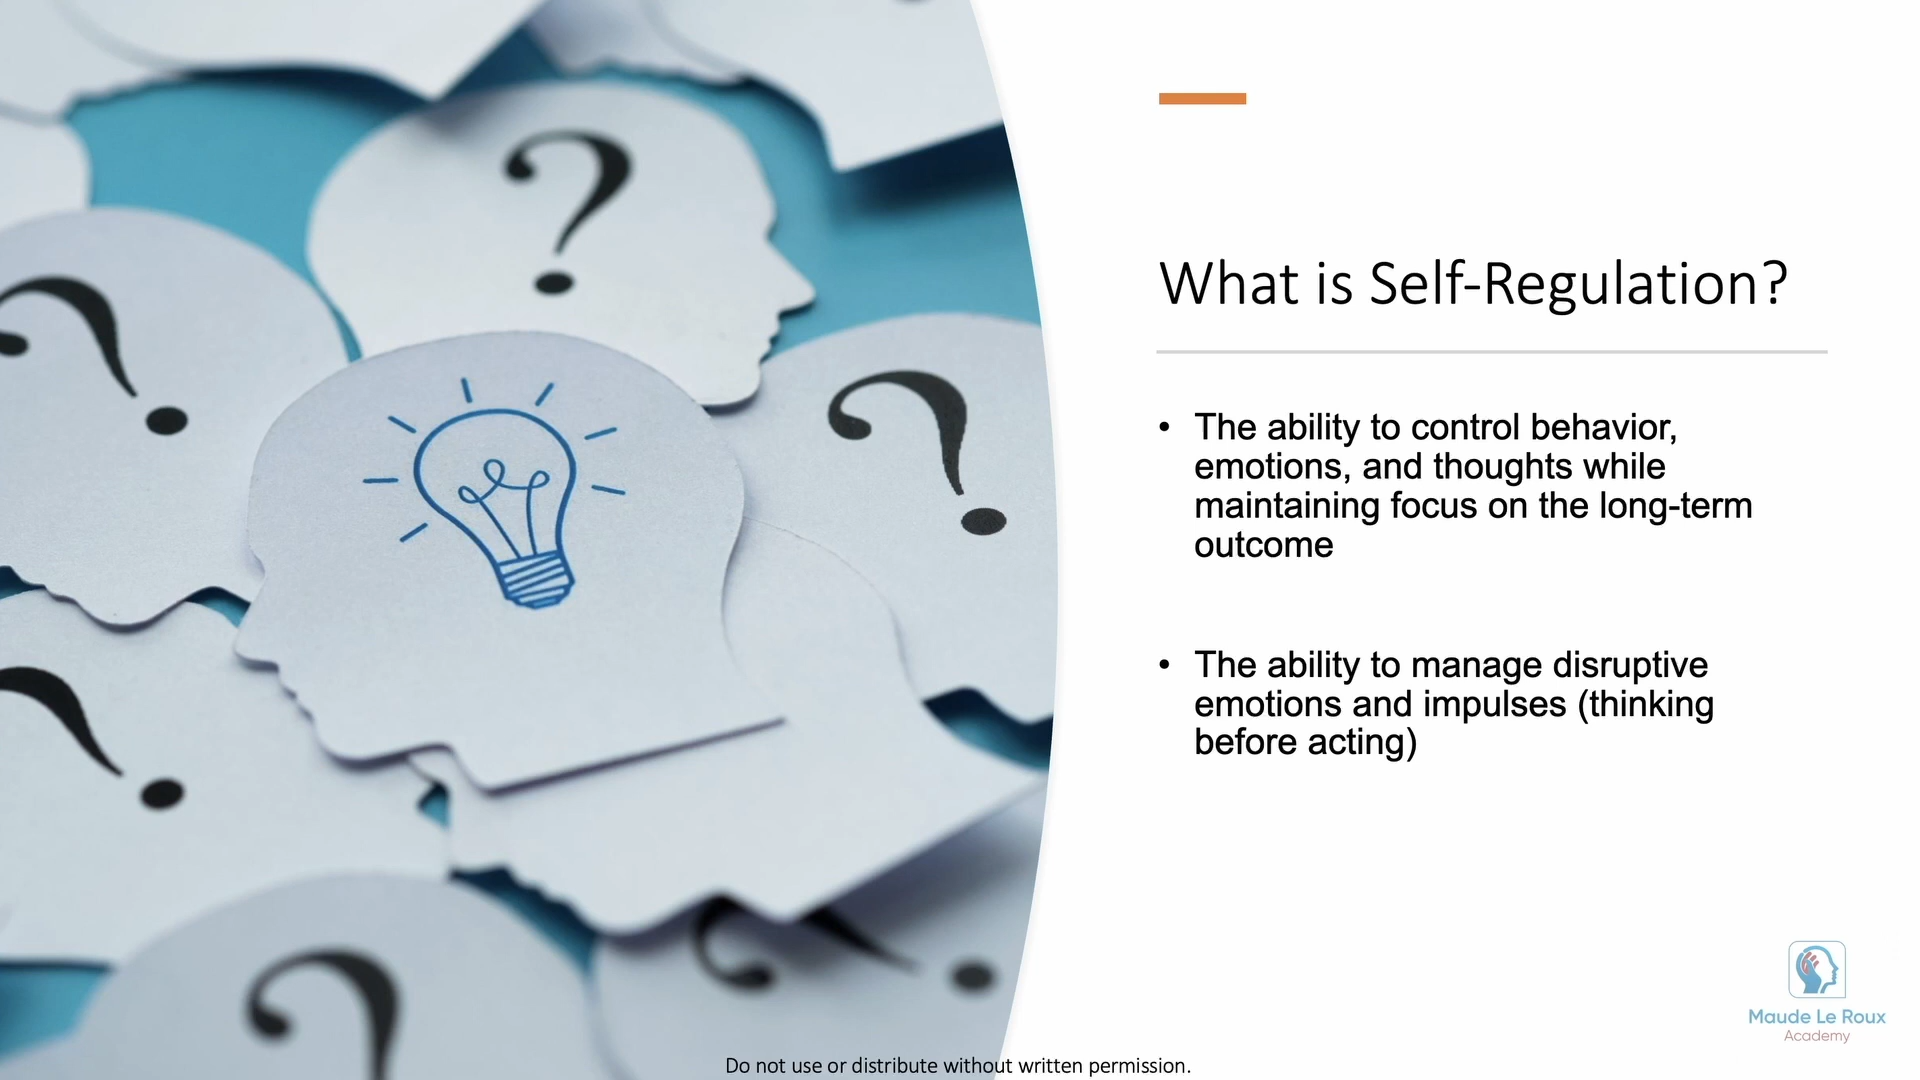 What is Self-Regulation?
• The ability to control behavior,
emotions, and thoughts while
maintaining focus on the long-term
outcome
• The ability to manage disruptive
emotions and impulses (thinking
before acting)
Maude Le Roux
Academy
Do not use or distribute without written permission.
? ? ? ? ? ?